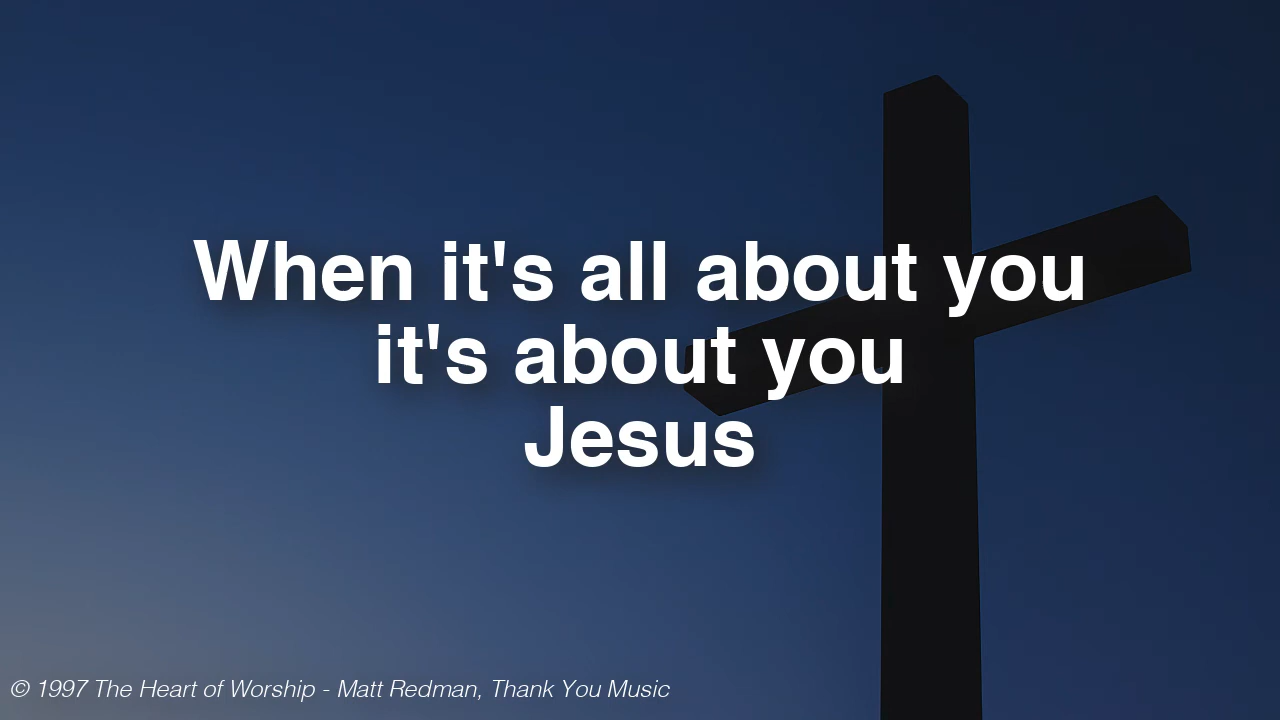 When it's all about you
it's about you
Jesus
© 1997 The Heart of Worship - Matt Redman, Thank You Music